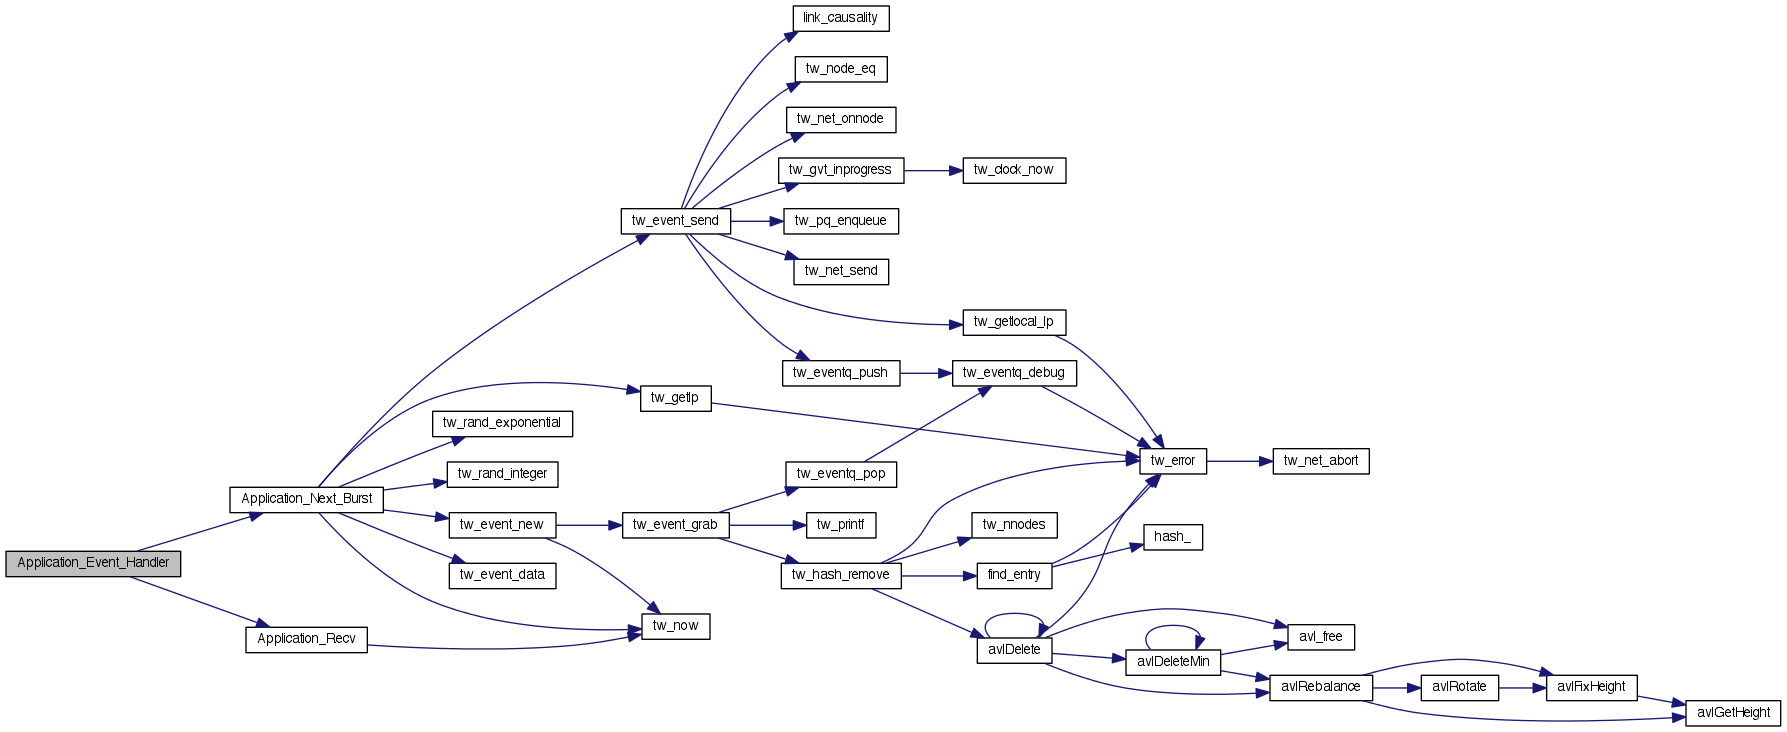 link_causality
tw_node_eq
tw_net_onnode
tw_gvt_inprogress
tw_clock_now
tw_event_send
tw_pq_enqueue
tw_net_send
tw_getlocal_lp
tw_eventq_push
tw_eventq_debug
tw_getlp
tw_rand_exponential
tw_error
tw_net_abort
tw_rand_integer
tw_eventq_pop
Application_Next_Burst
tw_event_new
tw_event_grab
tw_printf
tw_nnodes
hash_
Application_Event_Handler
tw_event_data
tw_hash_remove
find_entry
tw_now
Application_Recv
avl_free
avlDelete
avlDeleteMin
avlRebalance
avlRotate
avlFixHeight
avlGetHeight